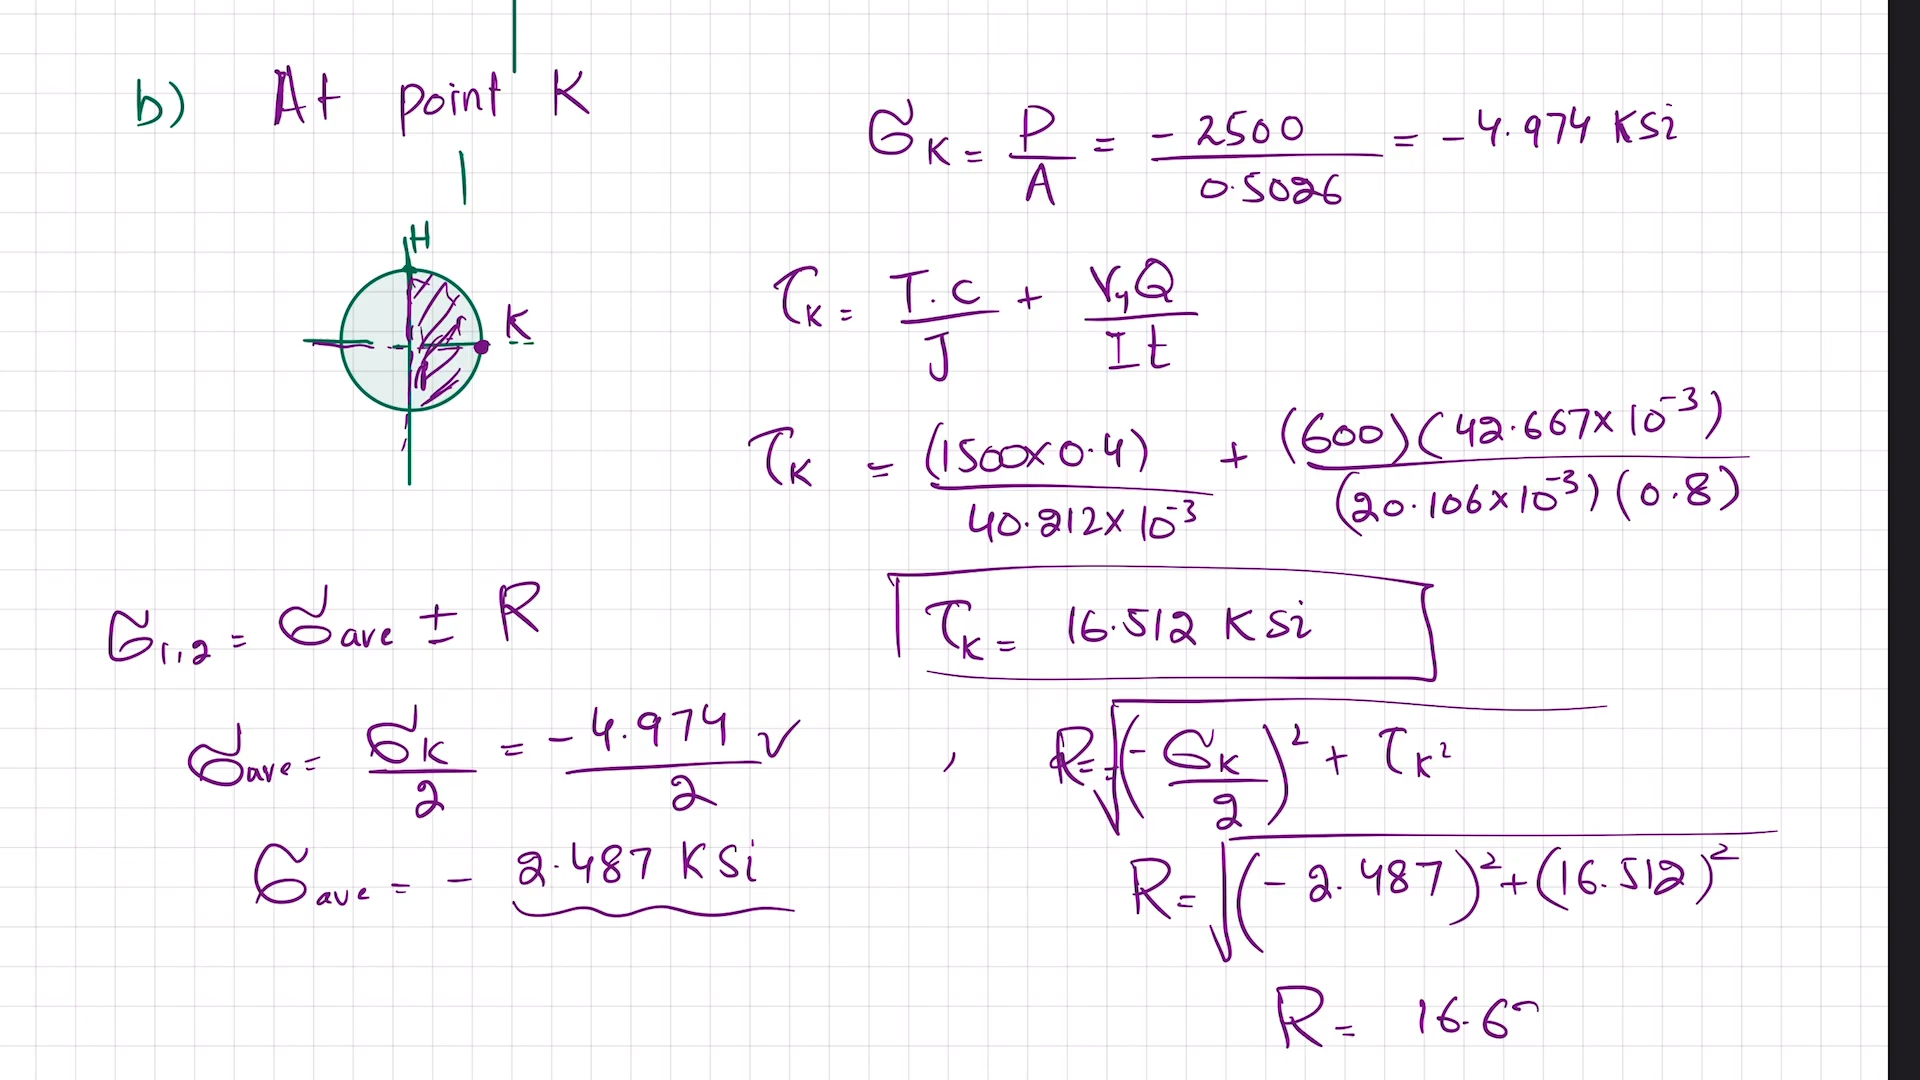 b) At point K
σK = P/A = -2500/0.5026 = -4.974 KSi
H
K
τK = T.c/J + VyQ/It
τK = (1500x0.4)/40.212x10^-3 + (600)(42.667x10^-3)/(20.106x10^-3)(0.8)
τK = 16.512 KSi
σ1,2 = σave ± R
σave = σK/2 = -4.974/2 ✓ , R = √(-σK/2)² + τK²
σave = - 2.487 KSi
R = √(-2.487)² + (16.512)²
R = 16.6